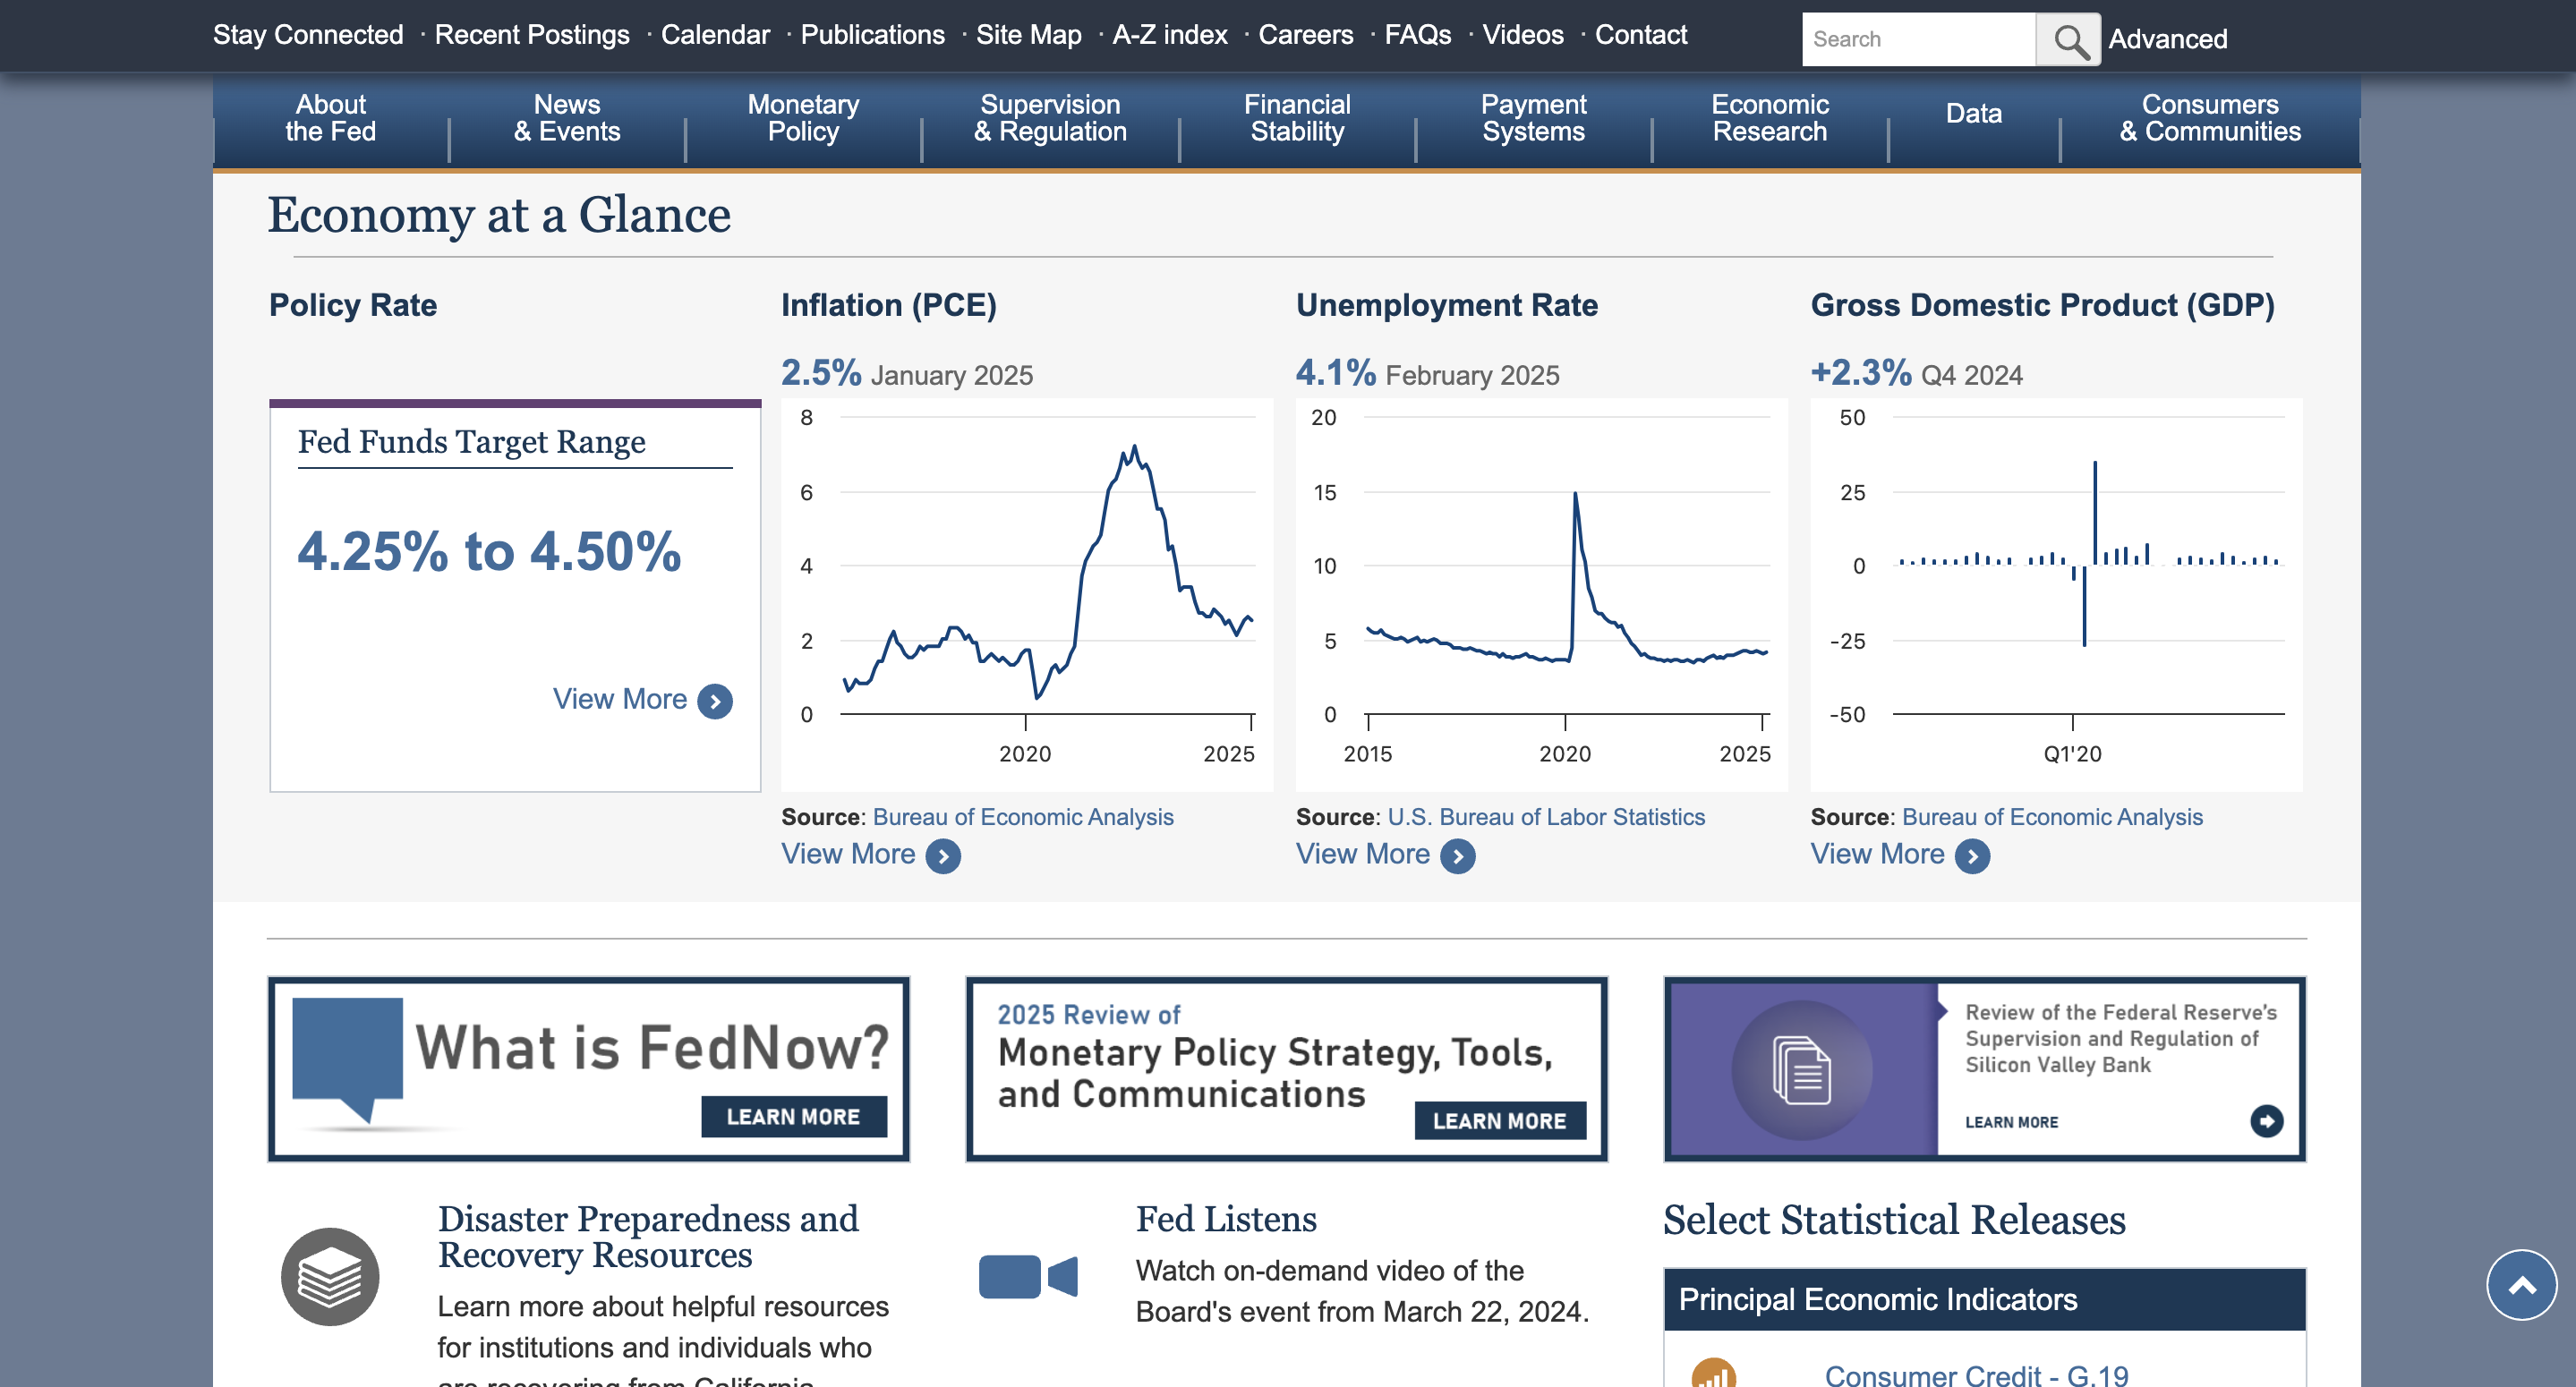 Stay Connected · Recent Postings · Calendar · Publications · Site Map · A-Z index · Careers · FAQs · Videos · Contact
Search
Advanced
About
the Fed
News
& Events
Monetary
Policy
Supervision
& Regulation
Financial
Stability
Payment
Systems
Economic
Research
Data
Consumers
& Communities
Economy at a Glance
Policy Rate
Fed Funds Target Range
4.25% to 4.50%
View More
Inflation (PCE)
2.5% January 2025
8
6
4
2
0
2020
2025
Source: Bureau of Economic Analysis
View More
Unemployment Rate
4.1% February 2025
20
15
10
5
0
2015
2020
2025
Source: U.S. Bureau of Labor Statistics
View More
Gross Domestic Product (GDP)
+2.3% Q4 2024
50
25
0
-25
-50
Q1'20
Source: Bureau of Economic Analysis
View More
What is FedNow?
LEARN MORE
2025 Review of
Monetary Policy Strategy, Tools,
and Communications
LEARN MORE
Review of the Federal Reserve's
Supervision and Regulation of
Silicon Valley Bank
LEARN MORE
Disaster Preparedness and
Recovery Resources
Learn more about helpful resources
for institutions and individuals who
are recovering from California
Fed Listens
Watch on-demand video of the
Board's event from March 22, 2024.
Select Statistical Releases
Principal Economic Indicators
Consumer Credit - G.19